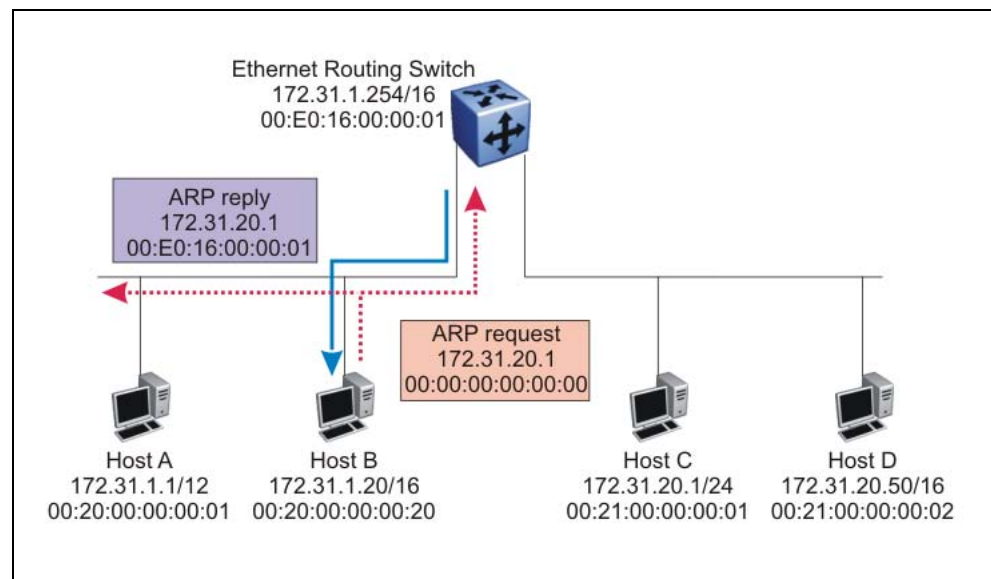 Ethernet Routing Switch
172.31.1.254/16
00:E0:16:00:00:01
ARP reply
172.31.20.1
00:E0:16:00:00:01
ARP request
172.31.20.1
00:00:00:00:00:00
Host A
172.31.1.1/12
00:20:00:00:00:01
Host B
172.31.1.20/16
00:20:00:00:00:20
Host C
172.31.20.1/24
00:21:00:00:00:01
Host D
172.31.20.50/16
00:21:00:00:00:02